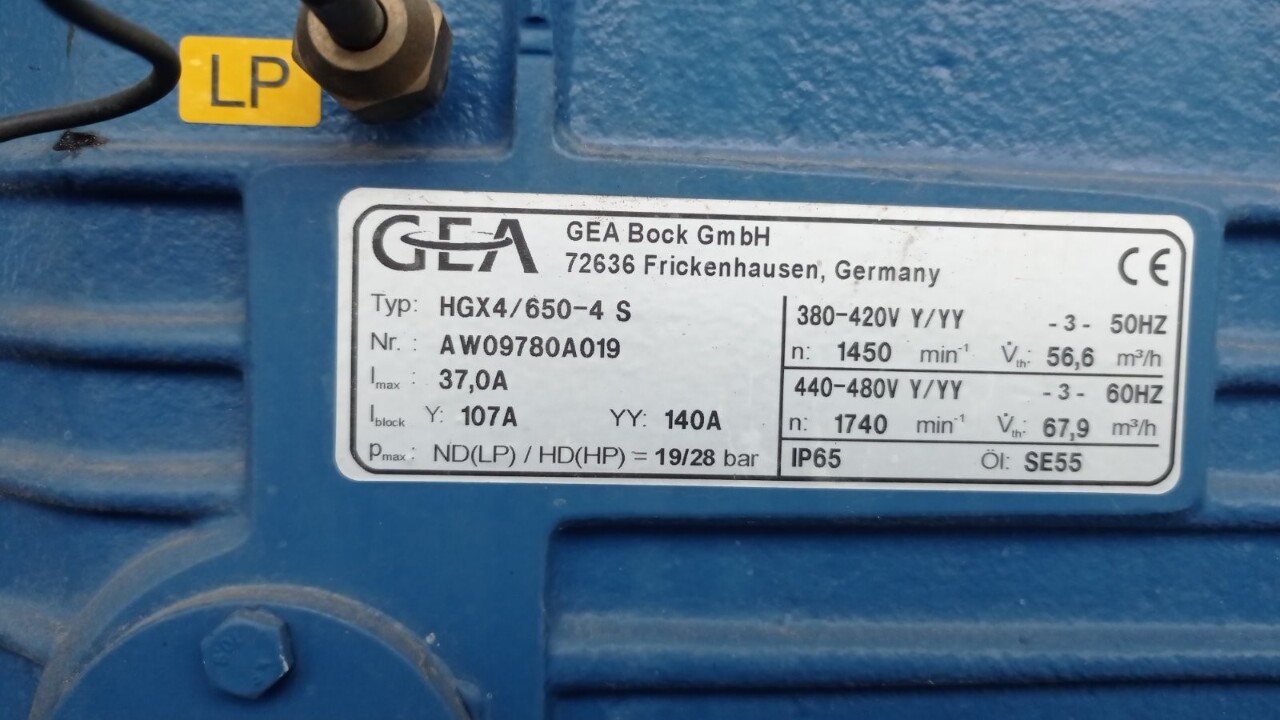 LP
GEA
GEA Bock GmbH
72636 Frickenhausen, Germany
CE
Typ: HGX4/650-4 S
Nr. : AW09780A019
Imax : 37,0A
Iblock Y: 107A YY: 140A
Pmax : ND(LP) / HD(HP) = 19/28 bar
380-420V Y/YY - 3 - 50HZ
n: 1450 min-1 V̇th: 56,6 m³/h
440-480V Y/YY - 3 - 60HZ
n: 1740 min-1 V̇th: 67,9 m³/h
IP65 Öl: SE55